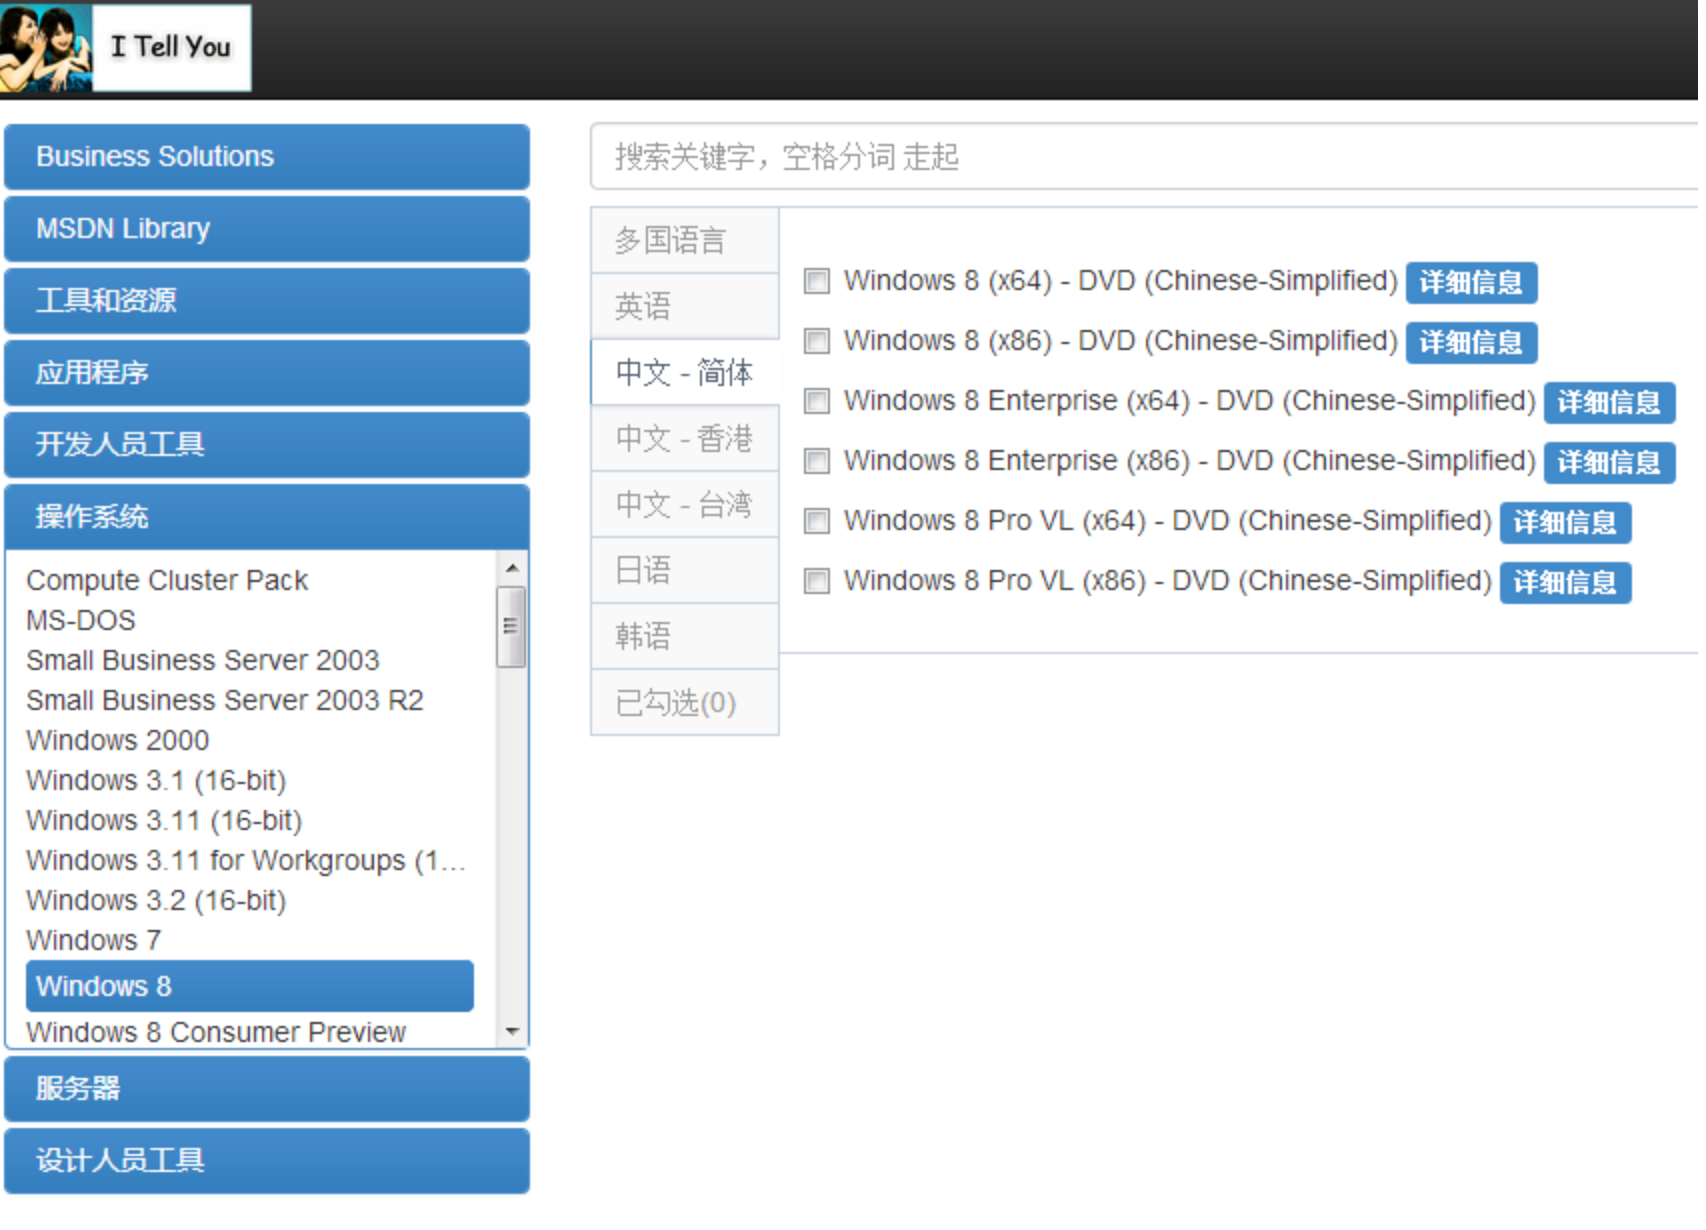 I Tell You
Business Solutions
MSDN Library
工具和资源
应用程序
开发人员工具
操作系统
Compute Cluster Pack
MS-DOS
Small Business Server 2003
Small Business Server 2003 R2
Windows 2000
Windows 3.1 (16-bit)
Windows 3.11 (16-bit)
Windows 3.11 for Workgroups (1...
Windows 3.2 (16-bit)
Windows 7
Windows 8
Windows 8 Consumer Preview
服务器
设计人员工具
搜索关键字，空格分词 走起
多国语言
英语
中文 - 简体
中文 - 香港
中文 - 台湾
日语
韩语
已勾选(0)
Windows 8 (x64) - DVD (Chinese-Simplified) 详细信息
Windows 8 (x86) - DVD (Chinese-Simplified) 详细信息
Windows 8 Enterprise (x64) - DVD (Chinese-Simplified) 详细信息
Windows 8 Enterprise (x86) - DVD (Chinese-Simplified) 详细信息
Windows 8 Pro VL (x64) - DVD (Chinese-Simplified) 详细信息
Windows 8 Pro VL (x86) - DVD (Chinese-Simplified) 详细信息